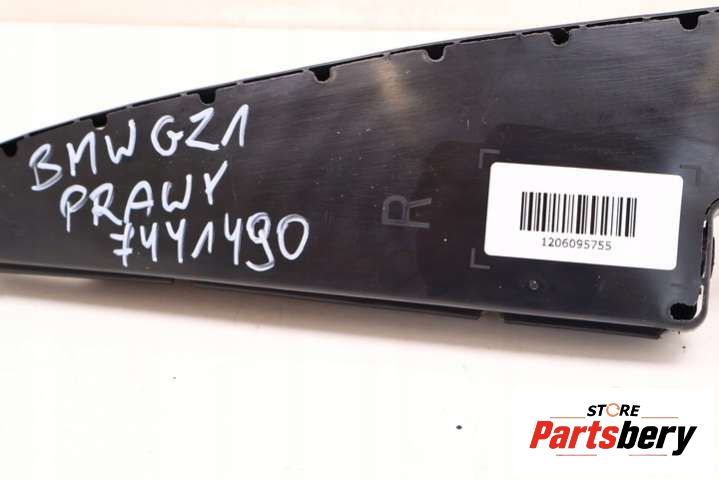 BMW GZ1
PRAWY
7441490
R
1206095755
STORE
Partsbery